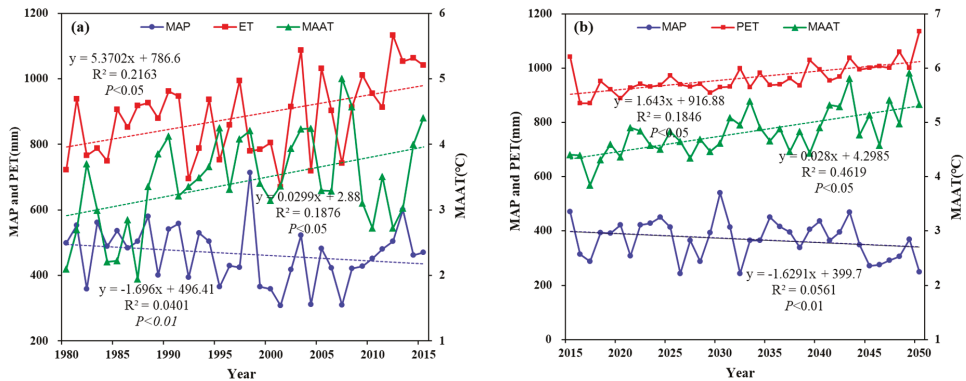 MAP ET MAAT
(a)
1200
1000
800
600
400
200
MAP and PET(mm)
6
5
4
3
2
1
MAAT(℃)
y = 5.3702x + 786.6
R² = 0.2163
P<0.05
y = 0.0299x + 2.88
R² = 0.1876
P<0.05
y = -1.696x + 496.41
R² = 0.0401
P<0.01
1980 1985 1990 1995 2000 2005 2010 2015
Year
MAP PET MAAT
(b)
1200
1000
800
600
400
200
0
MAP and PET(mm)
7
6
5
4
3
2
1
MAAT(℃)
y = 1.643x + 916.88
R² = 0.1846
P<0.05
y = 0.028x + 4.2985
R² = 0.4619
P<0.05
y = -1.6291x + 399.7
R² = 0.0561
P<0.01
2015 2020 2025 2030 2035 2040 2045 2050
Year